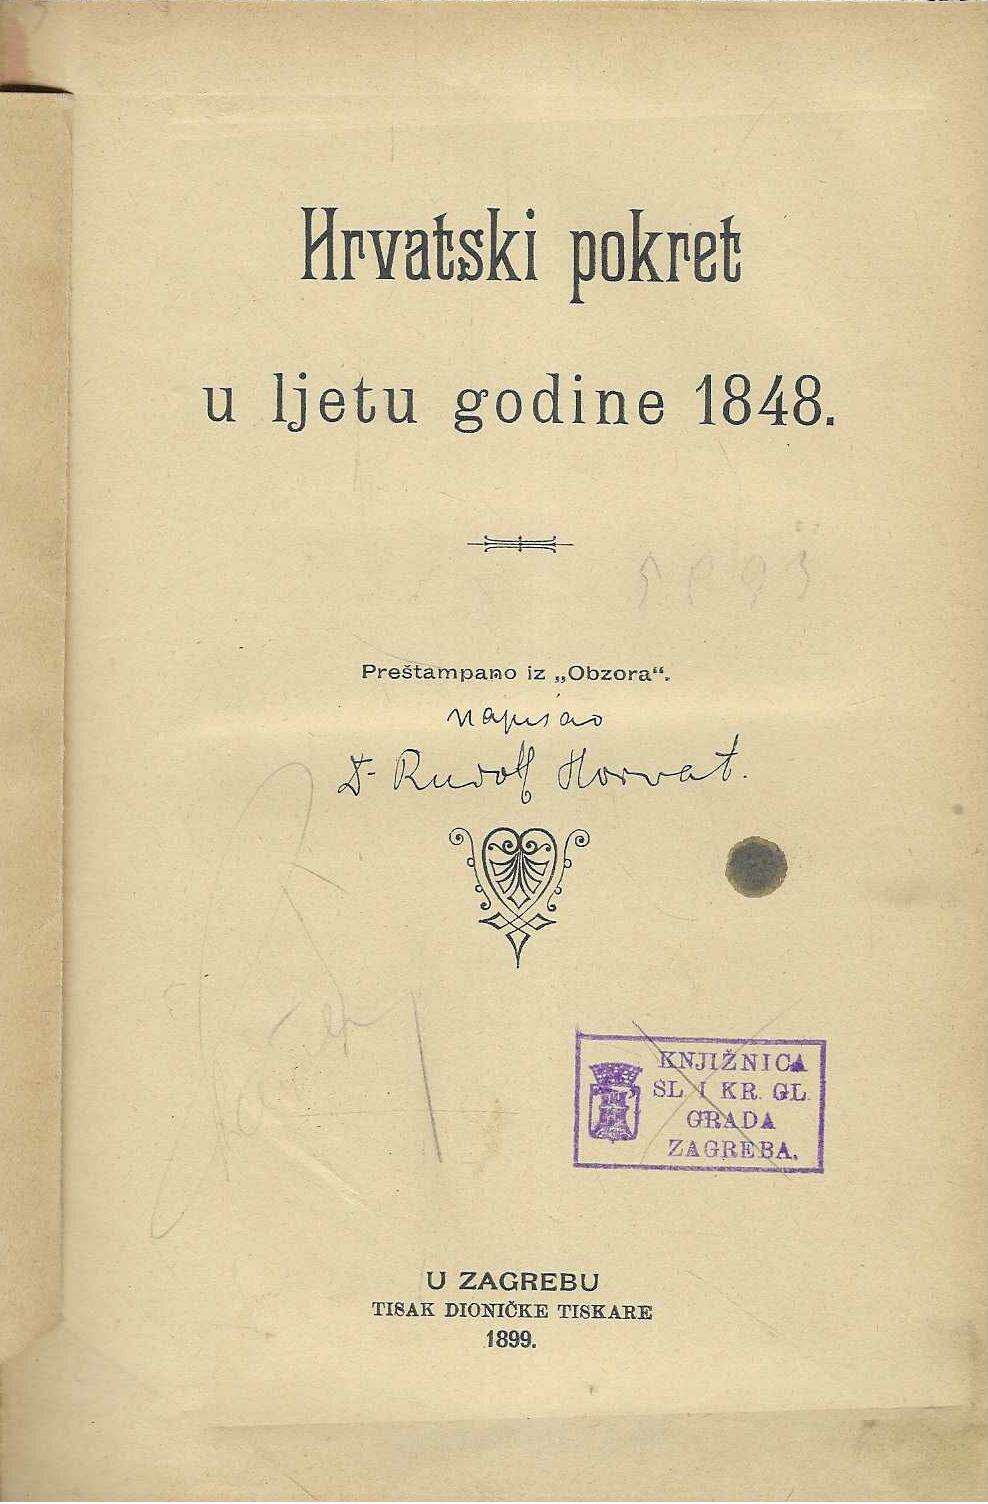 Hrvatski pokret
u ljetu godine 1848.
Preštampano iz „Obzora“.
napisao
Dr Rudolf Horvat.
KNJIŽNICA
SL I KR. GL.
GRADA
ZAGREBA.
U ZAGREBU
TISAK DIONIČKE TISKARE
1899.